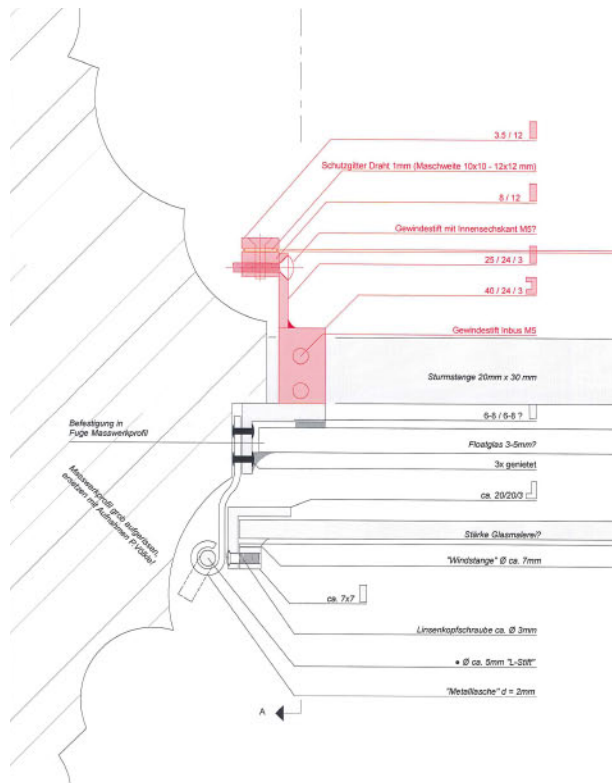 3.5 / 12
Schutzgitter Draht 1mm (Maschweite 10x10 - 12x12 mm)
8 / 12
Gewindestift mit Innensechskant M5?
25 / 24 / 3
40 / 24 / 3
Gewindestift Inbus M5
Sturmstange 20mm x 30 mm
6-8 / 6-8 ?
Befestigung in
Fuge Masswerkprofil
Floatglas 3-5mm?
3x genietet
Masswerkprofil grob aufgerissen,
ersetzen mit Aufnahmen P.Völkle!
ca. 20/20/3
Stärke Glasmalerei?
"Windstange" Ø ca. 7mm
ca. 7x7
Linsenkopfschraube ca. Ø 3mm
● Ø ca. 5mm "L-Stift"
"Metalllasche" d = 2mm
A